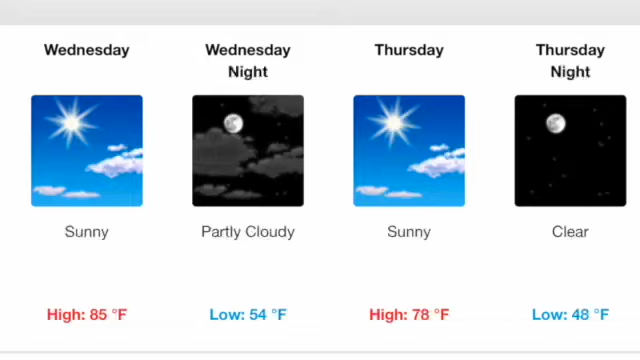 Wednesday
Wednesday
Night
Thursday
Thursday
Night
Sunny
Partly Cloudy
Sunny
Clear
High: 85 °F
Low: 54 °F
High: 78 °F
Low: 48 °F